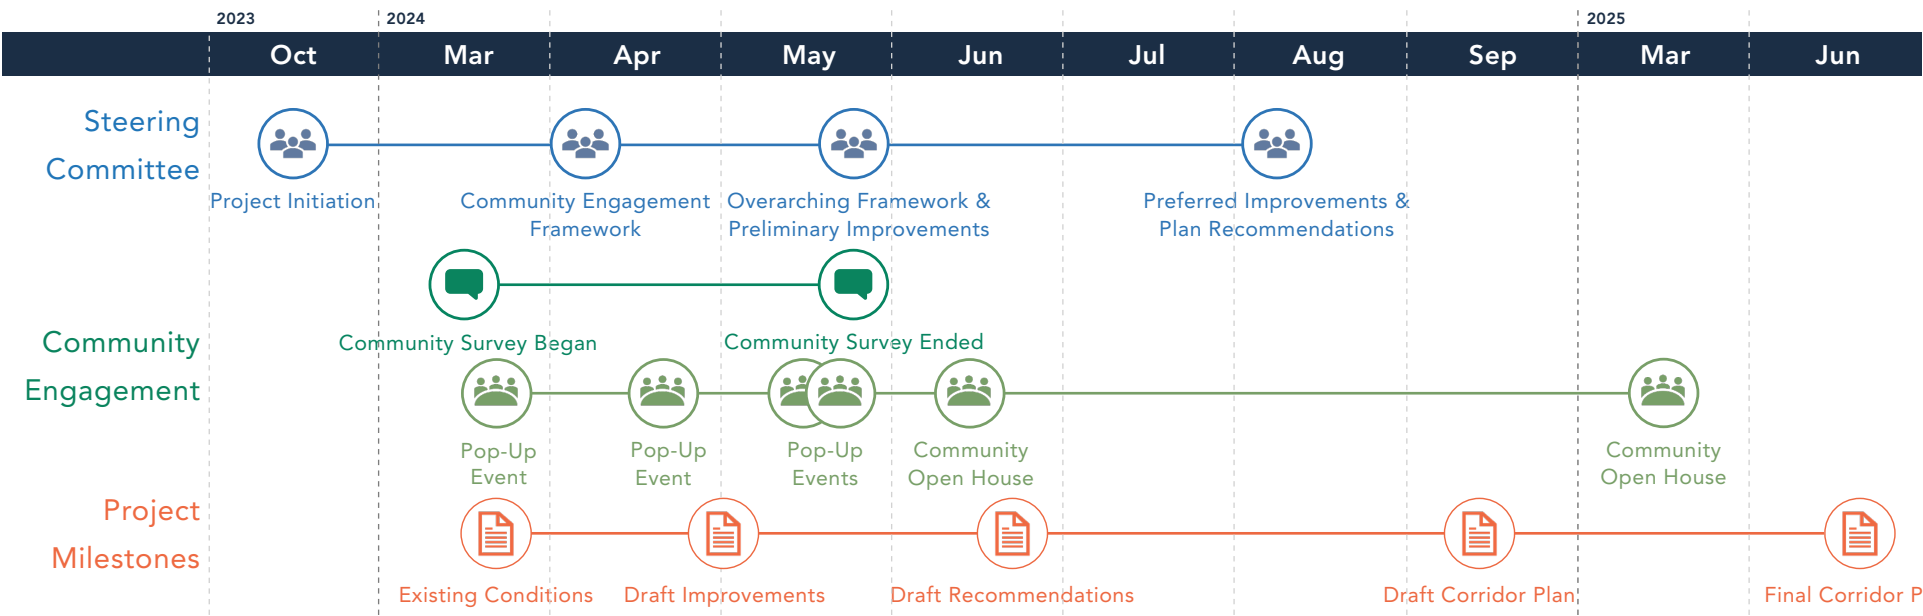 2023 2024 2025
Oct Mar Apr May Jun Jul Aug Sep Mar Jun
Steering
Committee
Project Initiation
Community Engagement
Framework
Overarching Framework &
Preliminary Improvements
Preferred Improvements &
Plan Recommendations
Community
Engagement
Community Survey Began
Community Survey Ended
Pop-Up
Event
Pop-Up
Event
Pop-Up
Events
Community
Open House
Community
Open House
Project
Milestones
Existing Conditions
Draft Improvements
Draft Recommendations
Draft Corridor Plan
Final Corridor P